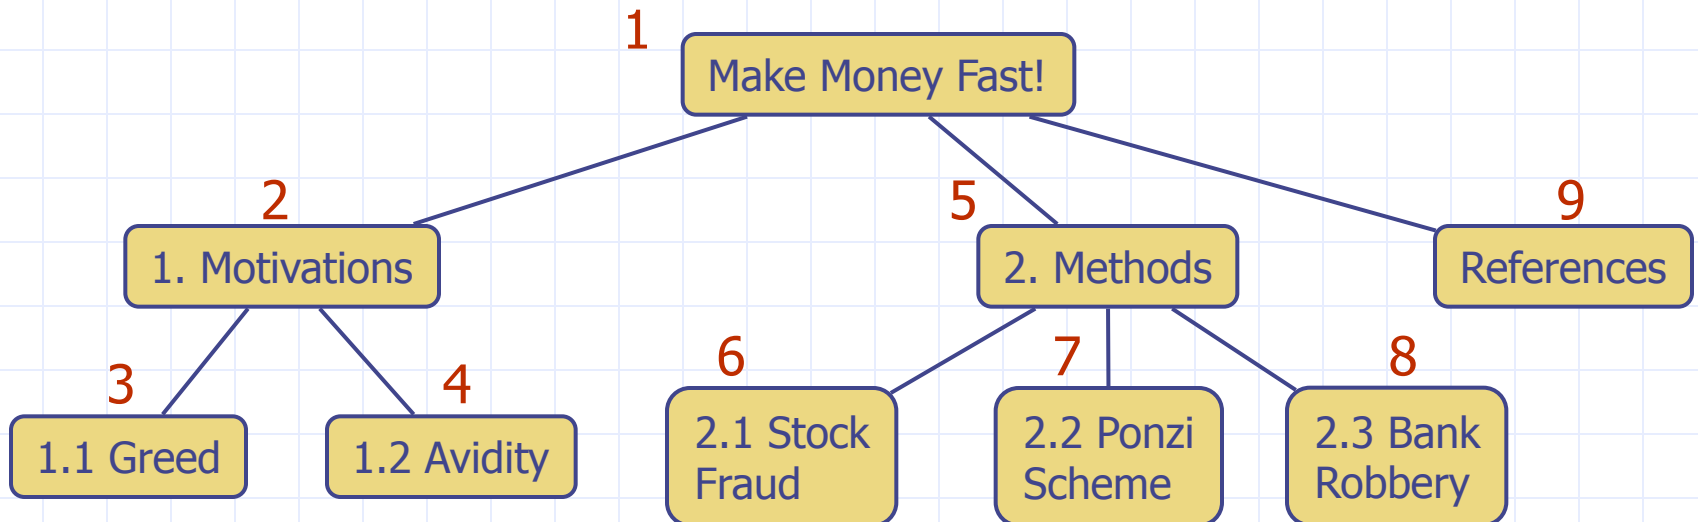 1
Make Money Fast!
2
5
9
1. Motivations
2. Methods
References
3
4
6
7
8
1.1 Greed
1.2 Avidity
2.1 Stock
Fraud
2.2 Ponzi
Scheme
2.3 Bank
Robbery